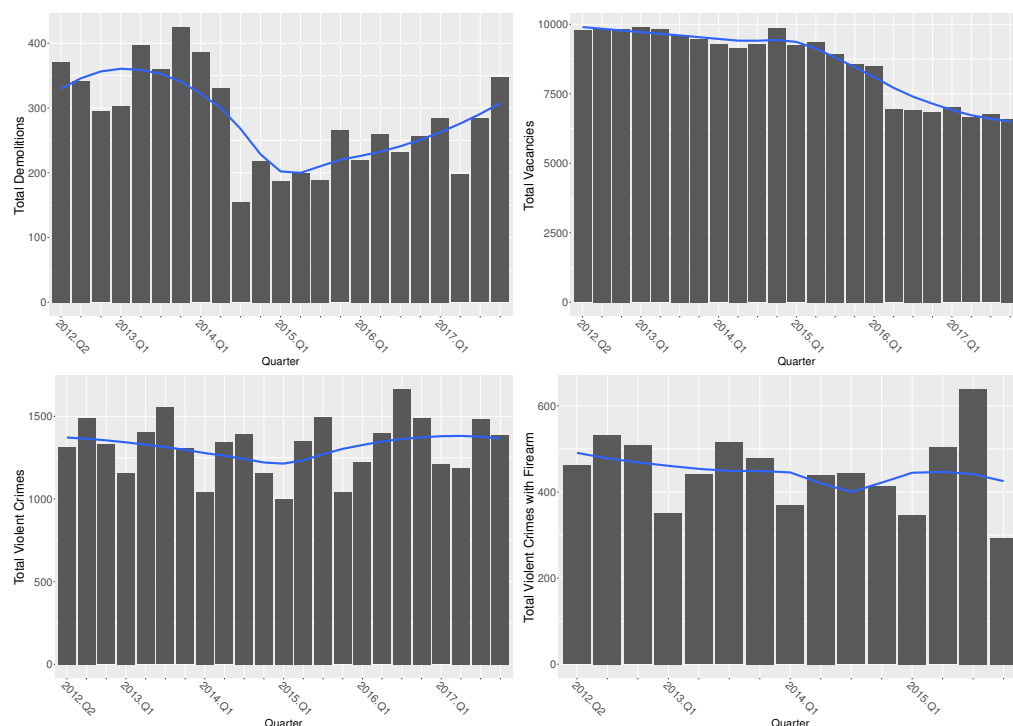 Total Demolitions
400
300
200
100
0
2012.Q2
2013.Q1
2014.Q1
2015.Q1
2016.Q1
2017.Q1
Quarter
Total Vacancies
10000
7500
5000
2500
0
2012.Q2
2013.Q1
2014.Q1
2015.Q1
2016.Q1
2017.Q1
Quarter
Total Violent Crimes
1500
1000
500
0
2012.Q2
2013.Q1
2014.Q1
2015.Q1
2016.Q1
2017.Q1
Quarter
Total Violent Crimes with Firearm
600
400
200
0
2012.Q2
2013.Q1
2014.Q1
2015.Q1
Quarter